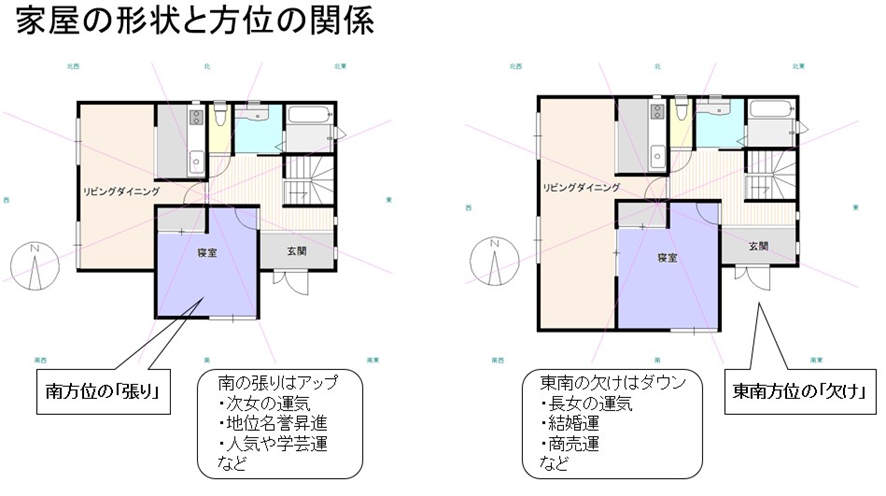 家屋の形状と方位の関係
北西
北
北東
リビングダイニング
西
東
寝室
玄関
N
南西
南
南東
南方位の「張り」
南の張りはアップ
・次女の運気
・地位名誉昇進
・人気や学芸運
など
北西
北
北東
リビングダイニング
西
東
寝室
玄関
N
南西
南
南東
東南の欠けはダウン
・長女の運気
・結婚運
・商売運
など
東南方位の「欠け」